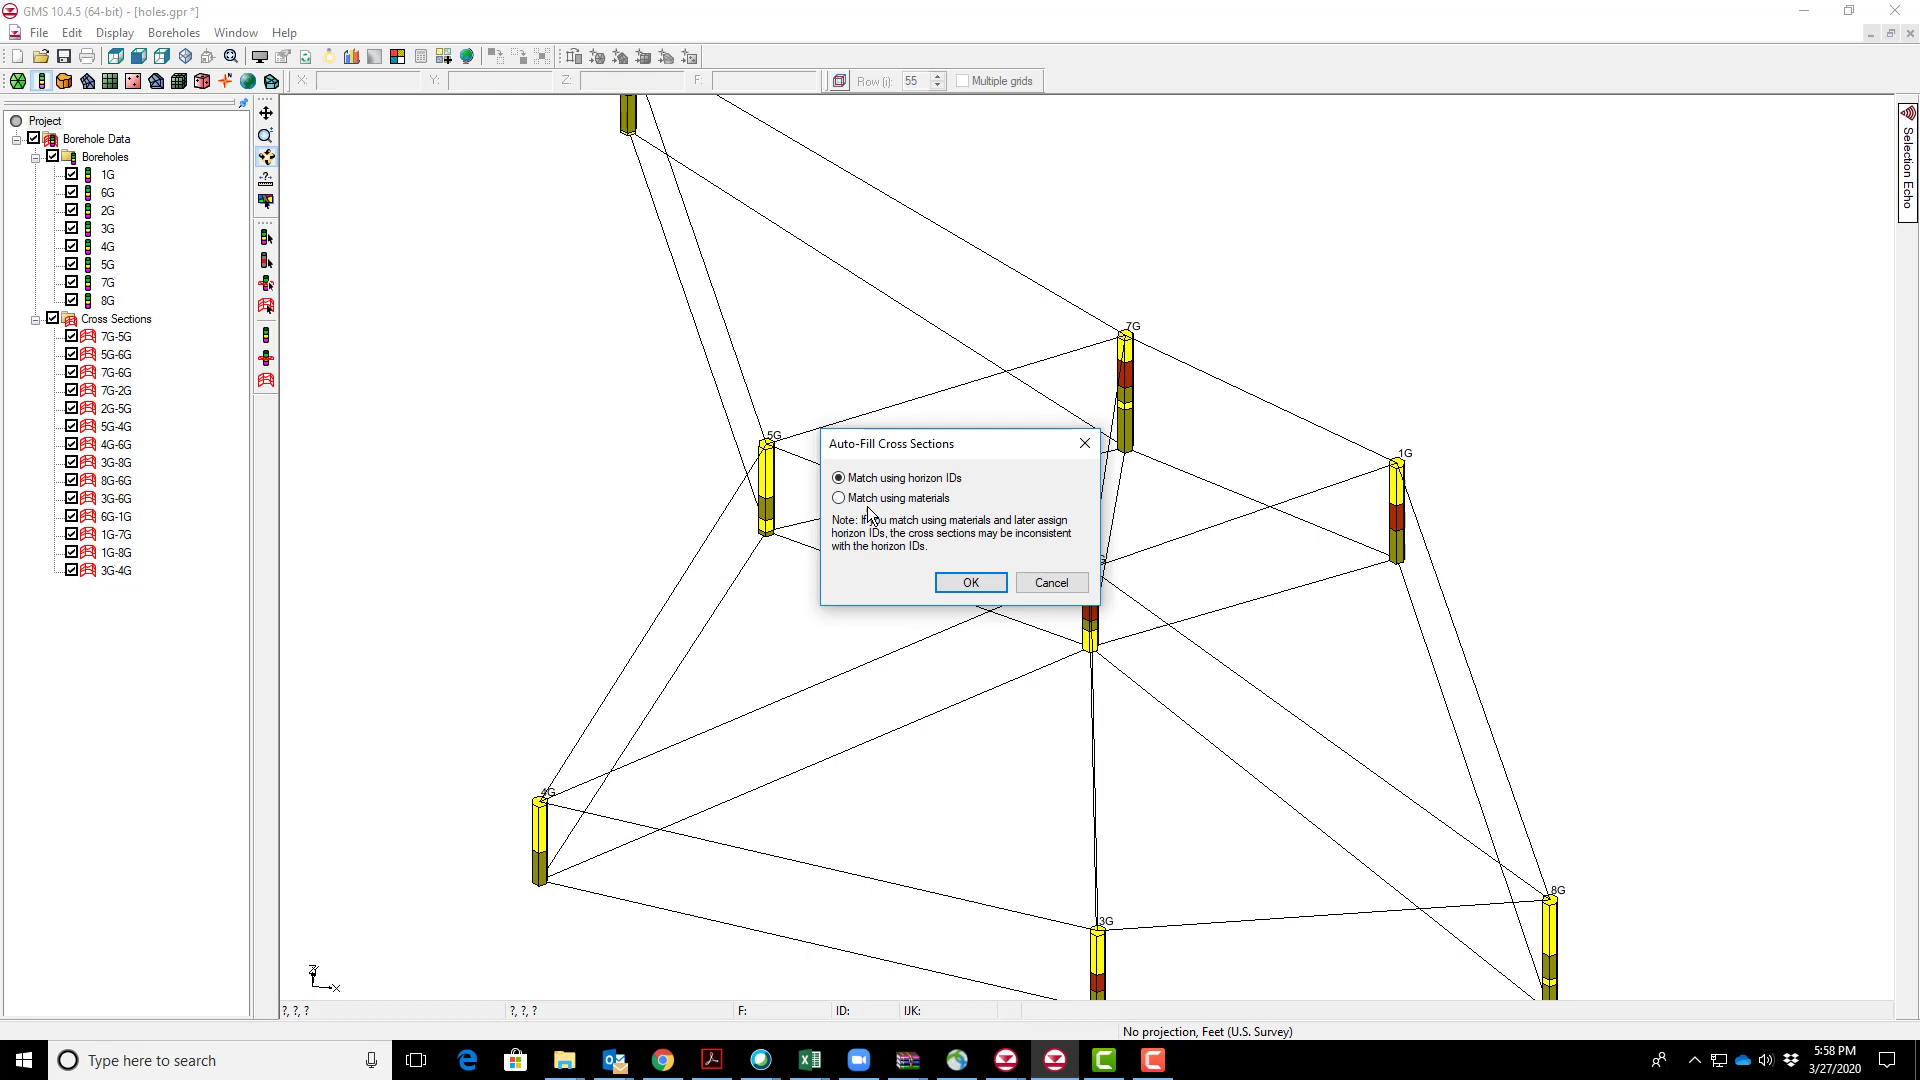 GMS 10.4.5 (64-bit) - [holes.gpr *]
File Edit Display Boreholes Window Help
X: Y: Z: F: Row (i): 55 Multiple grids
Project
Borehole Data
Boreholes
1G
6G
2G
3G
4G
5G
7G
8G
Cross Sections
7G-5G
5G-6G
7G-6G
7G-2G
2G-5G
5G-4G
4G-6G
3G-8G
8G-6G
3G-6G
6G-1G
1G-7G
1G-8G
3G-4G
Selection Echo
7G
5G
1G
4G
3G
8G
Auto-Fill Cross Sections
Match using horizon IDs
Match using materials
Note: If you match using materials and later assign
horizon IDs, the cross sections may be inconsistent
with the horizon IDs.
OK Cancel
Z
X
?, ?, ? ?, ?, ? F: ID: IJK:
No projection, Feet (U.S. Survey)
Type here to search
5:58 PM
3/27/2020